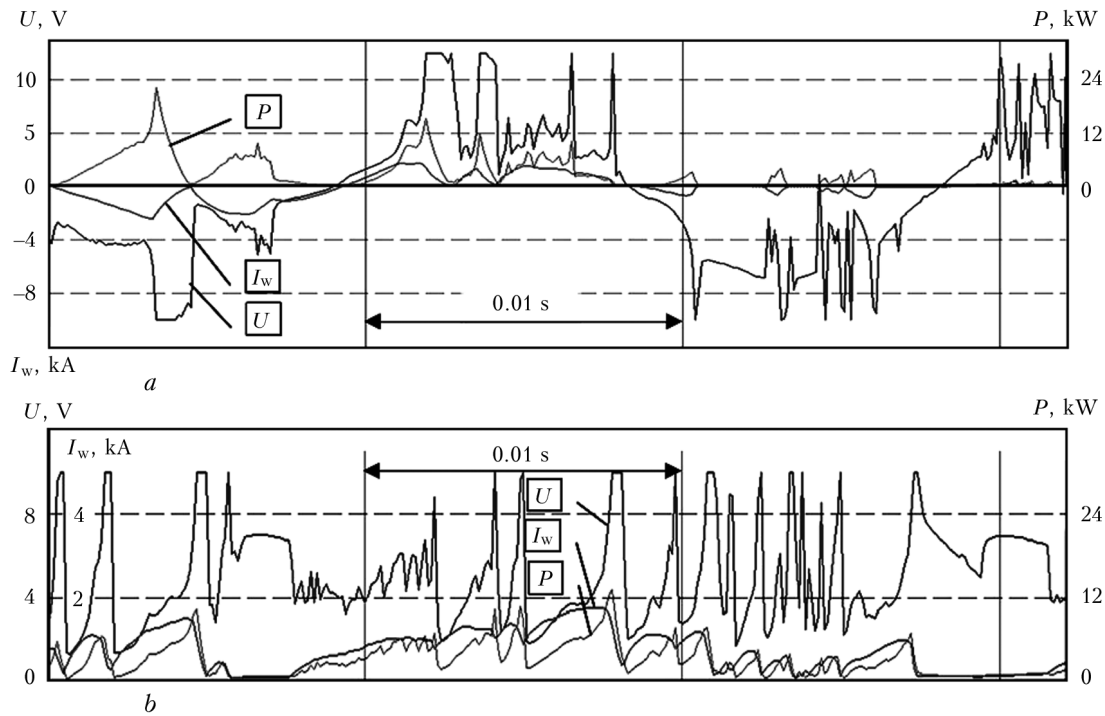 U, V P, kW
10 24
P
5 12
0 0
–4
I_w
–8 0.01 s
U
I_w, kA
a
U, V P, kW
I_w, kA
0.01 s
U
8 4 24
I_w
P
4 2 12
0 0
b